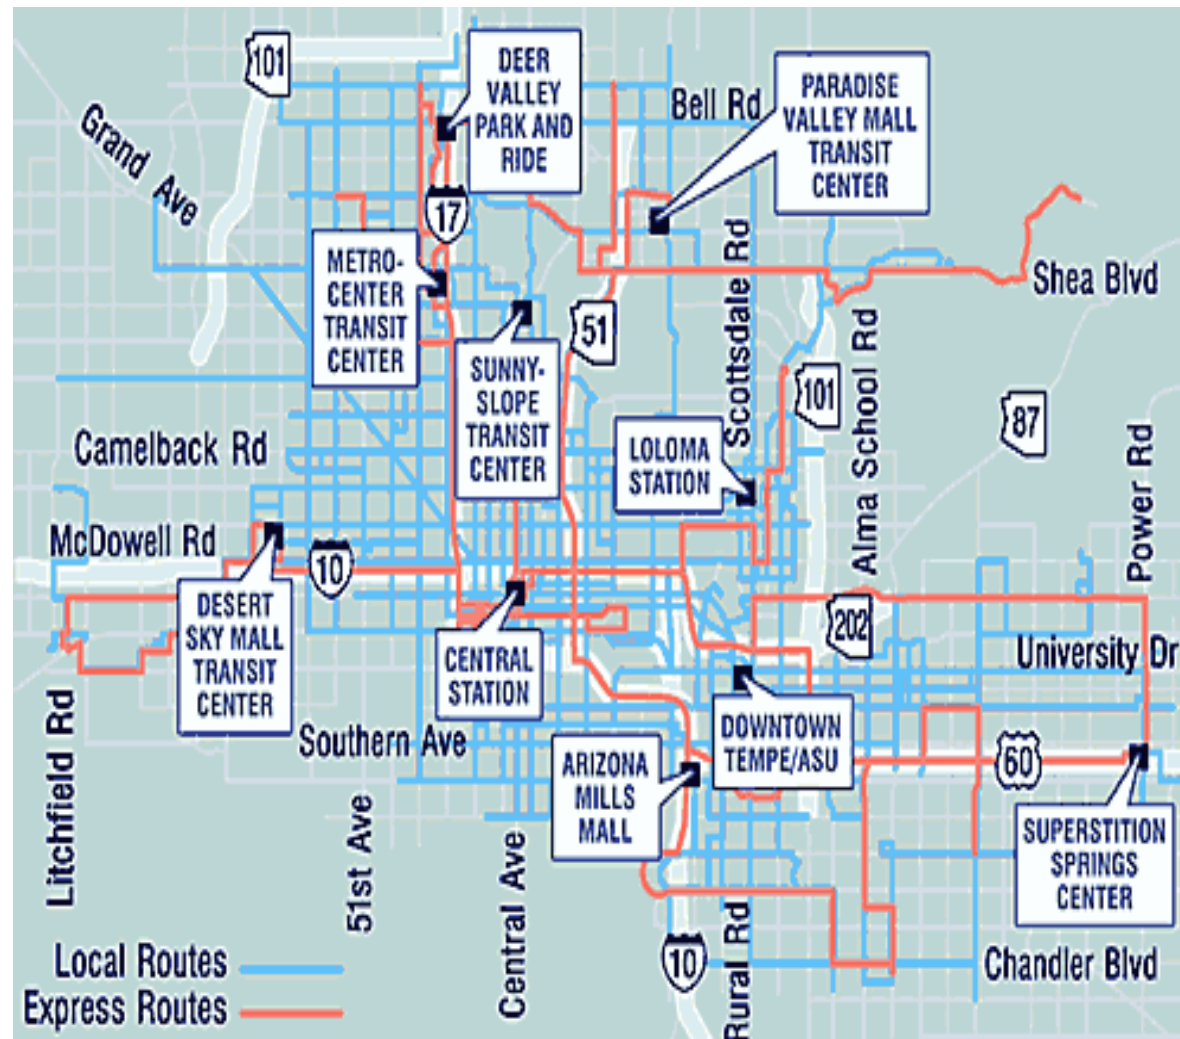 101
DEER
VALLEY
PARK AND
RIDE
PARADISE
VALLEY MALL
TRANSIT
CENTER
Bell Rd
Grand Ave
17
METRO-
CENTER
TRANSIT
CENTER
Scottsdale Rd
Shea Blvd
51
SUNNY-
SLOPE
TRANSIT
CENTER
101
Alma School Rd
87
Camelback Rd
LOLOMA
STATION
Power Rd
McDowell Rd
10
DESERT
SKY MALL
TRANSIT
CENTER
CENTRAL
STATION
202
University Dr
Litchfield Rd
Southern Ave
DOWNTOWN
TEMPE/ASU
ARIZONA
MILLS
MALL
60
51st Ave
Central Ave
SUPERSTITION
SPRINGS
CENTER
Rural Rd
10
Chandler Blvd
Local Routes
Express Routes